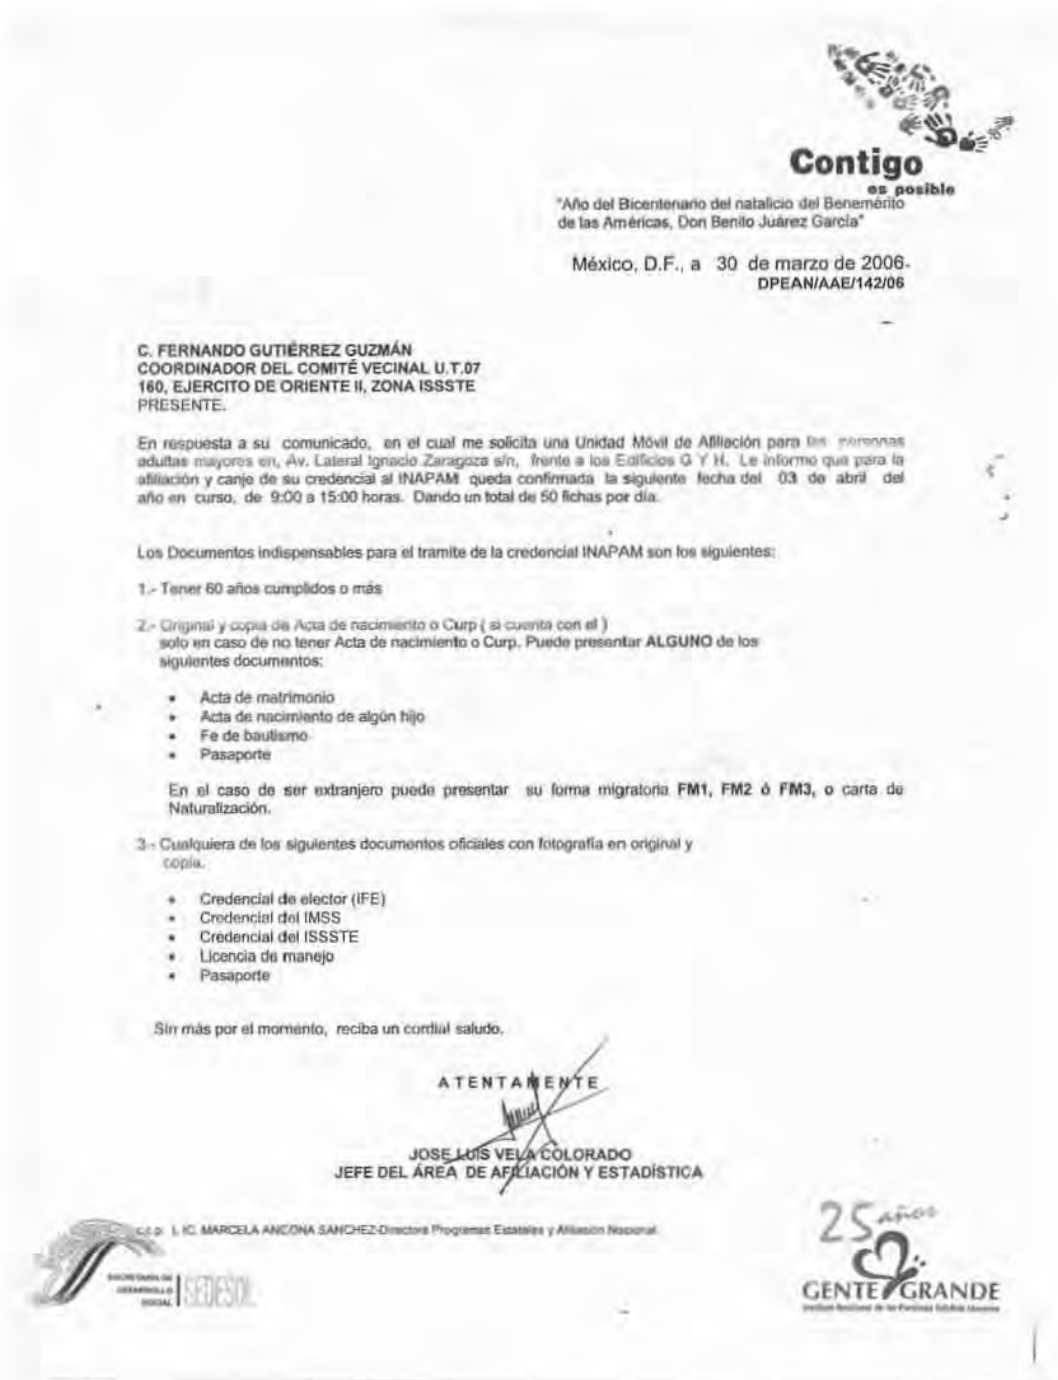 Contigo
es posible
"Año del Bicentenario del natalicio del Benemérito
de las Américas, Don Benito Juárez García"
México, D.F., a 30 de marzo de 2006.
DPEAN/AAE/142/06
C. FERNANDO GUTIÉRREZ GUZMÁN
COORDINADOR DEL COMITÉ VECINAL U.T.07
160, EJERCITO DE ORIENTE II, ZONA ISSSTE
PRESENTE.
En respuesta a su comunicado, en el cual me solicita una Unidad Móvil de Afiliación para las personas
adultas mayores en, Av. Lateral Ignacio Zaragoza s/n, frente a los Edificios G Y H. Le informo que para la
afiliación y canje de su credencial al INAPAM queda confirmada la siguiente fecha del 03 de abril del
año en curso, de 9:00 a 15:00 horas. Dando un total de 50 fichas por día.
Los Documentos indispensables para el tramite de la credencial INAPAM son los siguientes:
1.- Tener 60 años cumplidos o más
2.- Original y copia de Acta de nacimiento o Curp ( si cuenta con el )
solo en caso de no tener Acta de nacimiento o Curp. Puede presentar ALGUNO de los
siguientes documentos:
• Acta de matrimonio
• Acta de nacimiento de algún hijo
• Fe de bautismo
• Pasaporte
En el caso de ser extranjero puede presentar su forma migratoria FM1, FM2 ó FM3, o carta de
Naturalización.
3.- Cualquiera de los siguientes documentos oficiales con fotografía en original y
copia.
• Credencial de elector (IFE)
• Credencial del IMSS
• Credencial del ISSSTE
• Licencia de manejo
• Pasaporte
Sin más por el momento, reciba un cordial saludo.
ATENTAMENTE
JOSE LUIS VELA COLORADO
JEFE DEL ÁREA DE AFILIACIÓN Y ESTADÍSTICA
c.c.p. LIC. MARCELA ANCONA SANCHEZ-Directora Programas Estatales y Afiliación Nacional.
SECRETARÍA DE
DESARROLLO
SOCIAL
SEDESOL
25 años
GENTE GRANDE
Instituto Nacional de las Personas Adultas Mayores